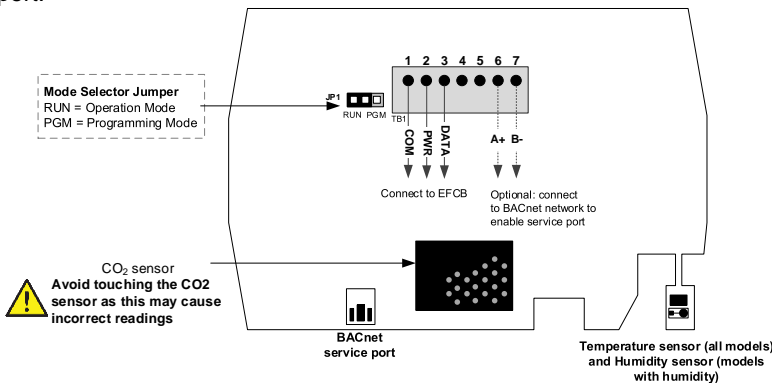 port.
1 2 3 4 5 6 7
Mode Selector Jumper
RUN = Operation Mode
PGM = Programming Mode
JP1
RUN PGM
TB1
COM
PWR
DATA
A+ B-
Connect to EFCB
Optional: connect
to BACnet network to
enable service port
CO₂ sensor
Avoid touching the CO2
sensor as this may cause
incorrect readings
BACnet
service port
Temperature sensor (all models)
and Humidity sensor (models
with humidity)